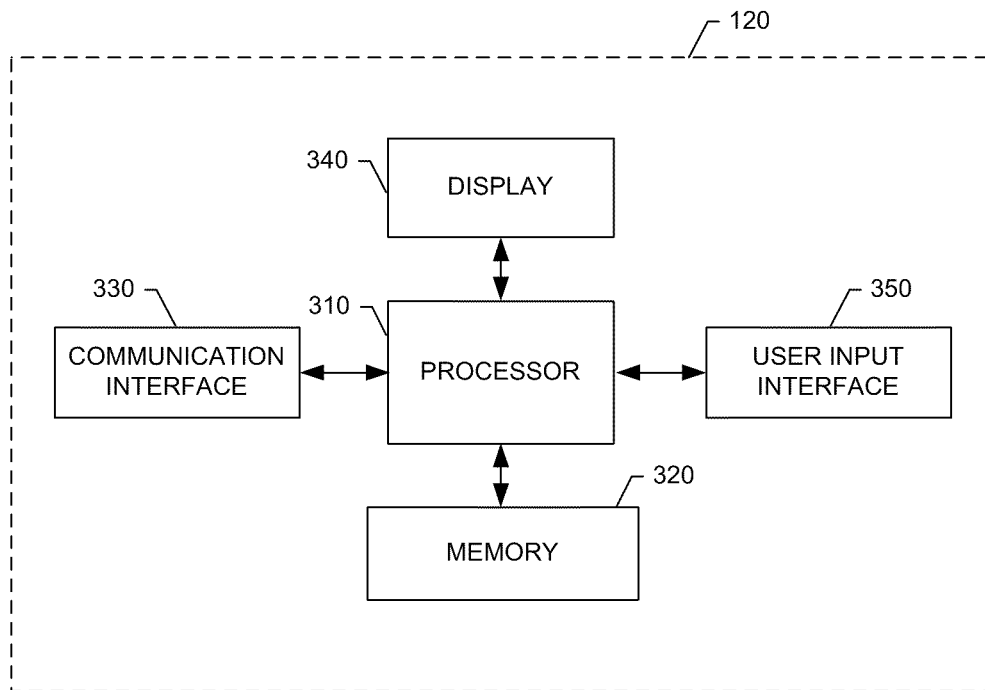 120
340
DISPLAY
330
310
350
COMMUNICATION
INTERFACE
PROCESSOR
USER INPUT
INTERFACE
320
MEMORY